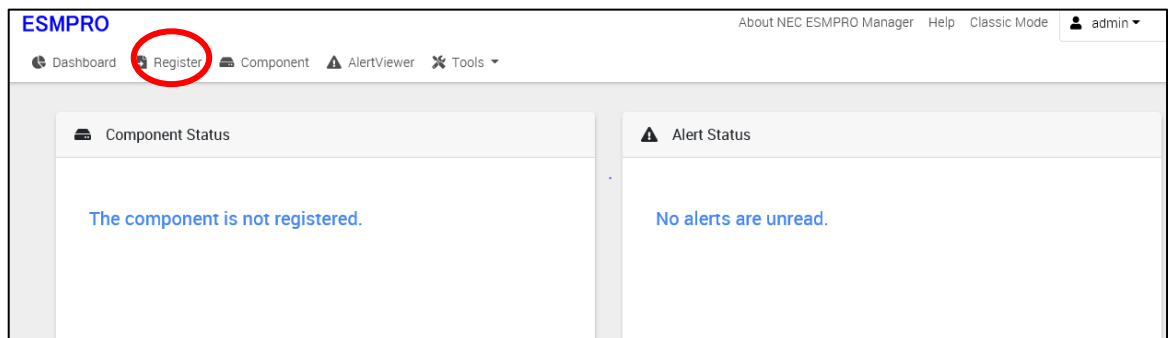 ESMPRO
About NEC ESMPRO Manager Help Classic Mode admin
Dashboard Register Component AlertViewer Tools
Component Status
Alert Status
The component is not registered.
No alerts are unread.